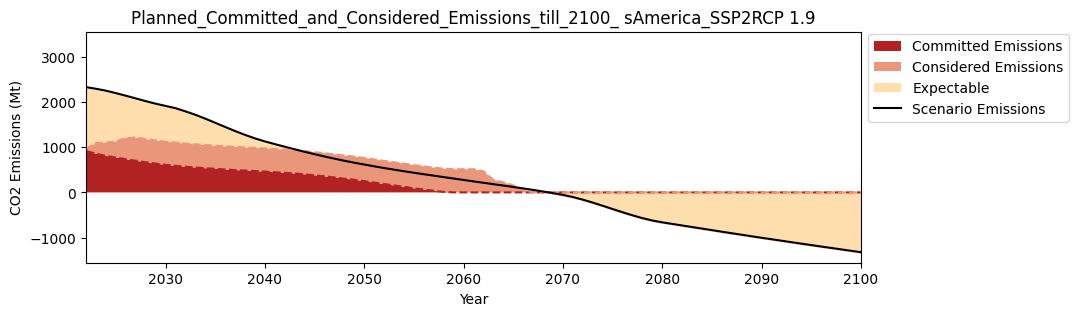 Planned_Committed_and_Considered_Emissions_till_2100_ sAmerica_SSP2RCP 1.9
3000
2000
1000
0
−1000
CO2 Emissions (Mt)
2030 2040 2050 2060 2070 2080 2090 2100
Year
Committed Emissions
Considered Emissions
Expectable
Scenario Emissions